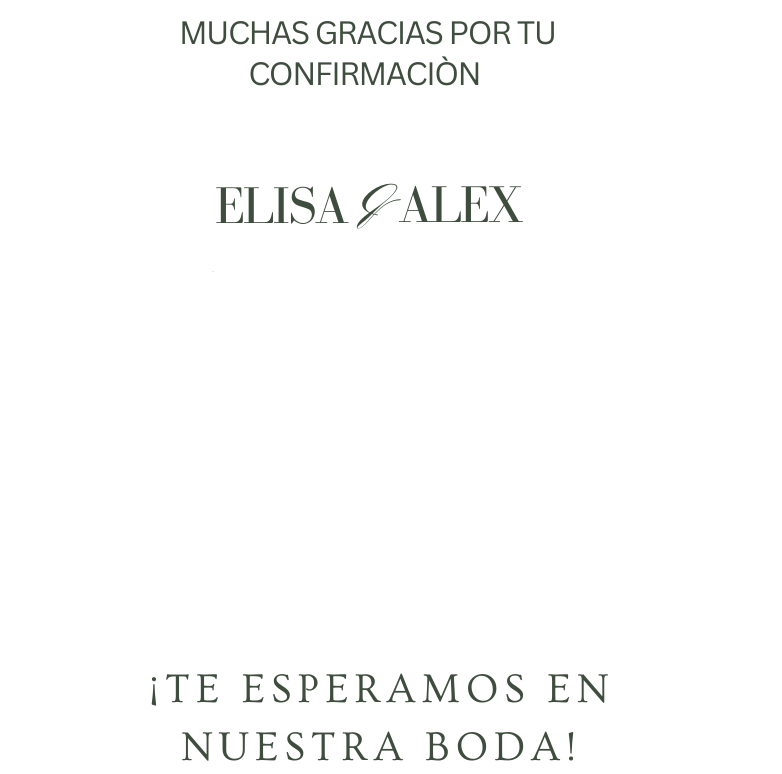 MUCHAS GRACIAS POR TU
CONFIRMACIÒN
ELISA & ALEX
¡TE ESPERAMOS EN
NUESTRA BODA!